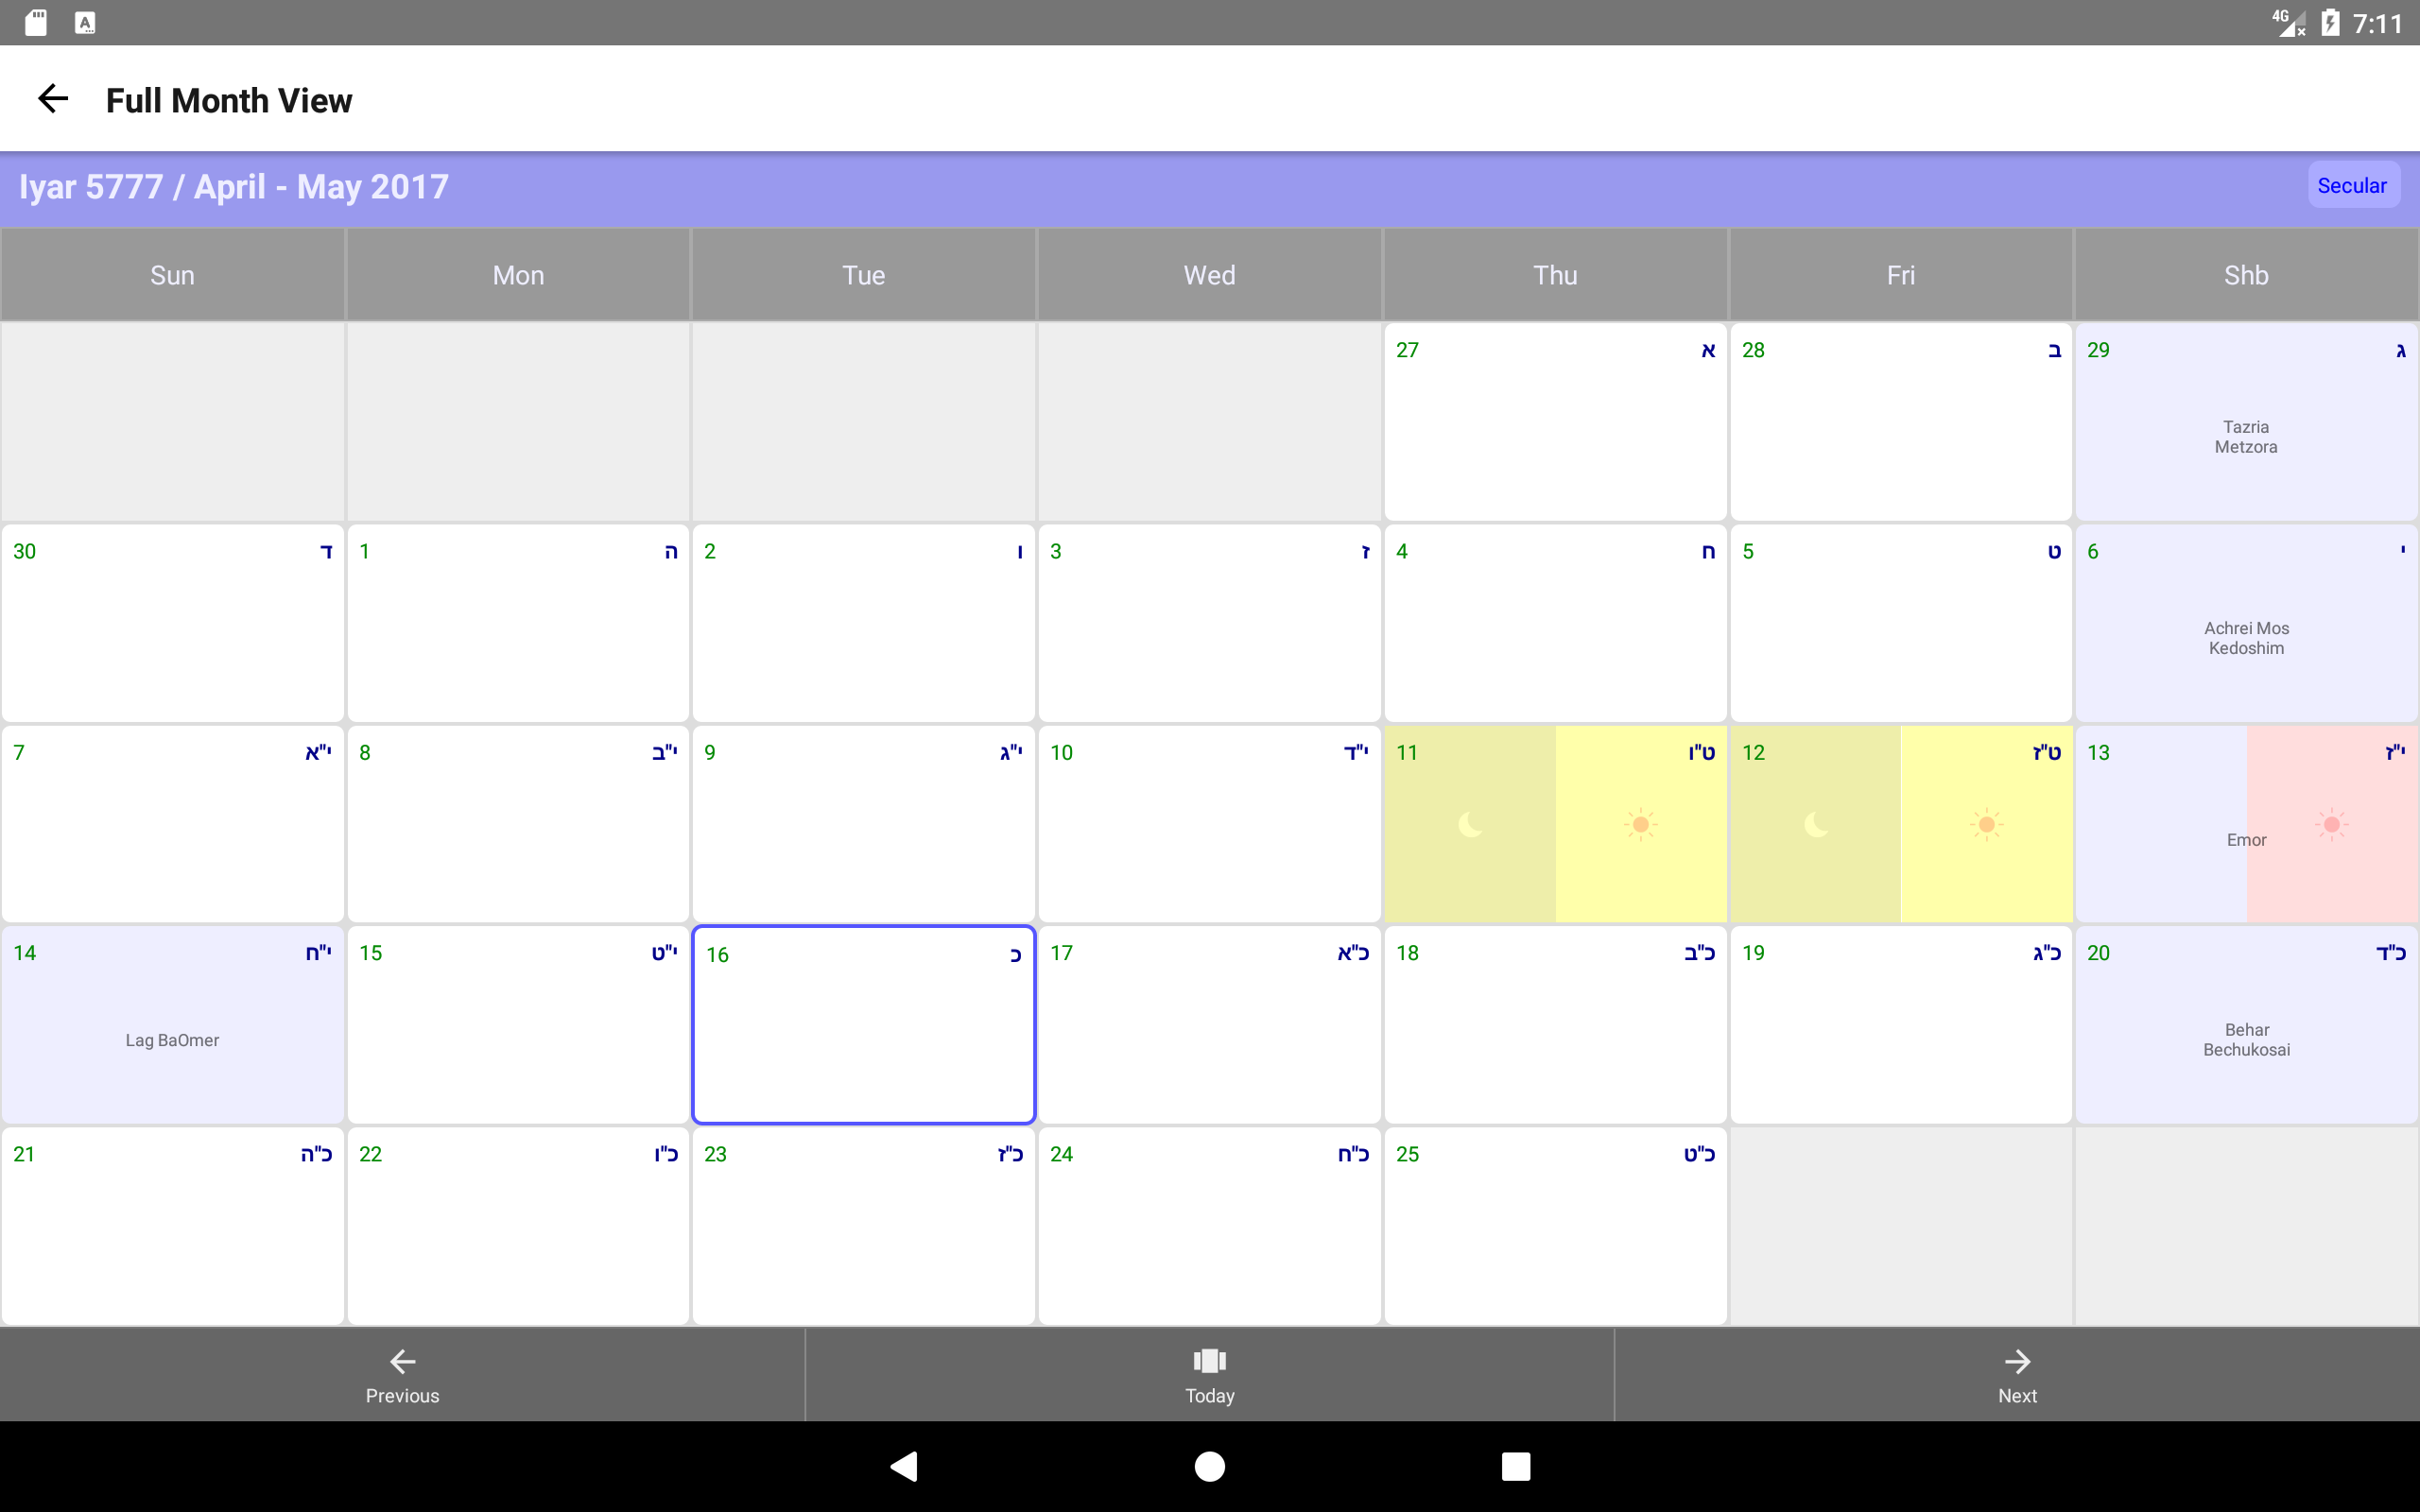 4G 7:11
Full Month View
Iyar 5777 / April - May 2017
Secular
Sun Mon Tue Wed Thu Fri Shb
27 א 28 ב 29 ג
Tazria
Metzora
30 ד 1 ה 2 ו 3 ז 4 ח 5 ט 6 י
Achrei Mos
Kedoshim
7 י"א 8 י"ב 9 י"ג 10 י"ד 11 ט"ו 12 ט"ז 13 י"ז
Emor
14 י"ח 15 י"ט 16 כ 17 כ"א 18 כ"ב 19 כ"ג 20 כ"ד
Lag BaOmer
Behar
Bechukosai
21 כ"ה 22 כ"ו 23 כ"ז 24 כ"ח 25 כ"ט
Previous Today Next